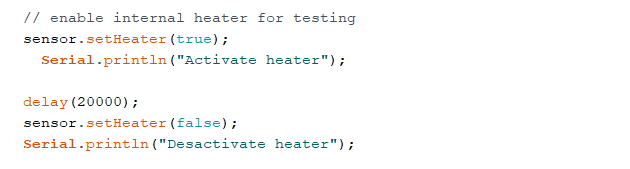 // enable internal heater for testing
sensor.setHeater(true);
Serial.println("Activate heater");
delay(20000);
sensor.setHeater(false);
Serial.println("Desactivate heater");